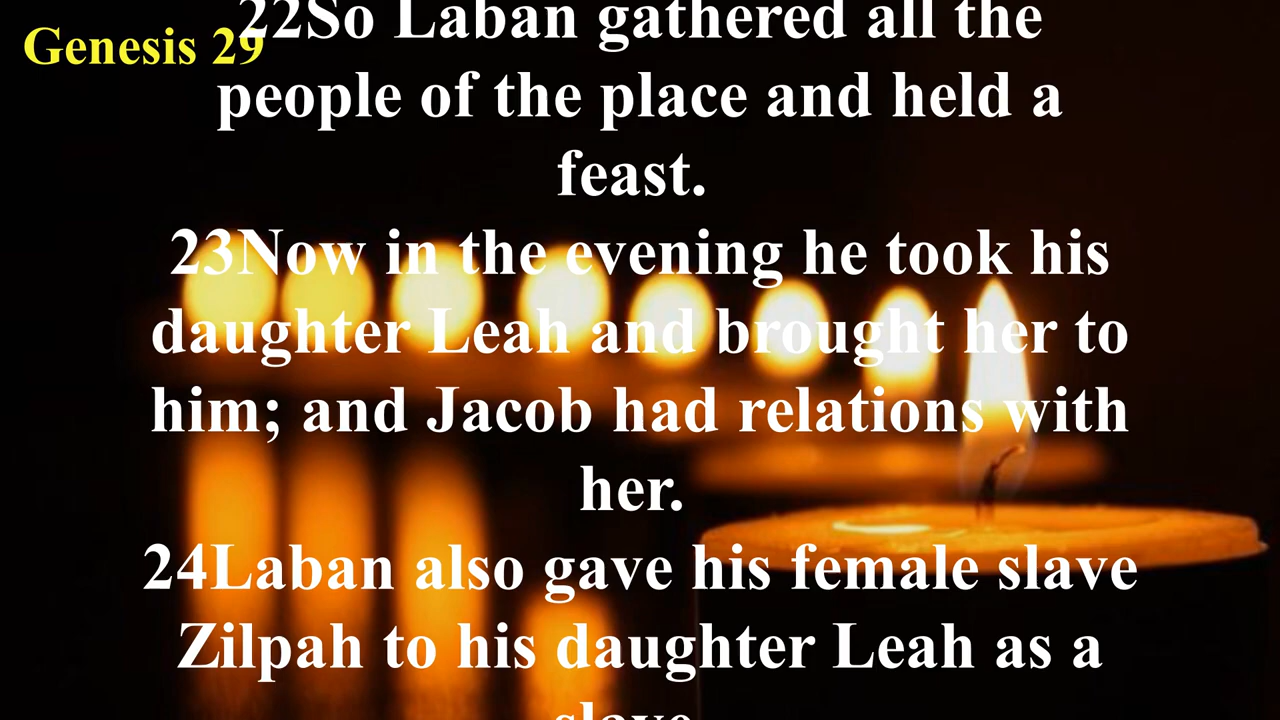 Genesis 29
22So Laban gathered all the
people of the place and held a
feast.
23Now in the evening he took his
daughter Leah and brought her to
him; and Jacob had relations with
her.
24Laban also gave his female slave
Zilpah to his daughter Leah as a
slave.